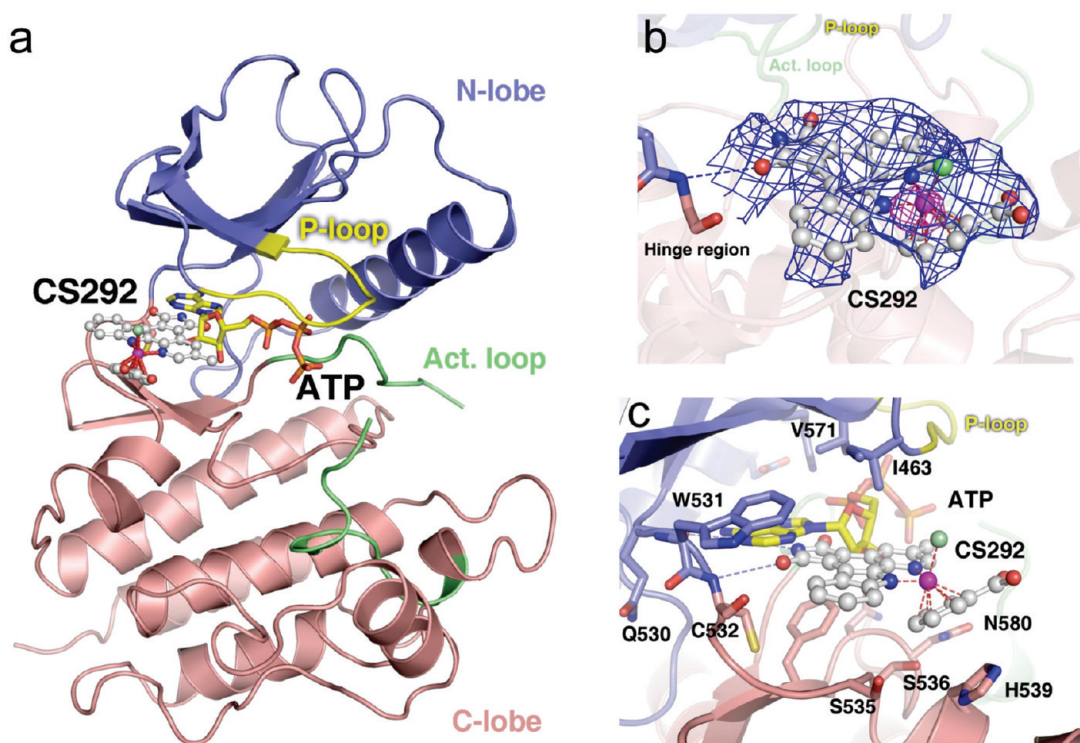 a
N-lobe
P-loop
CS292
Act. loop
ATP
C-lobe
b
P-loop
Act. loop
Hinge region
CS292
c
V571
P-loop
I463
W531
ATP
CS292
Q530
C532
N580
S536
H539
S535